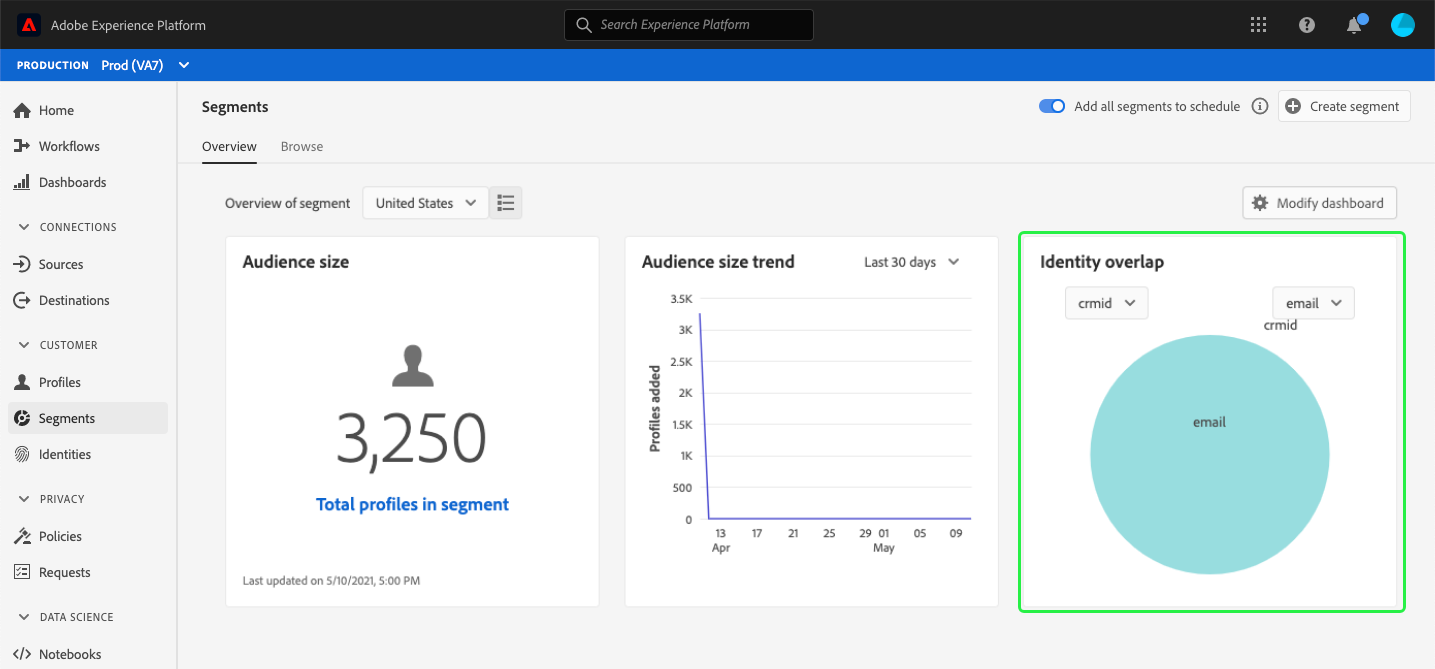 Adobe Experience Platform
Search Experience Platform
PRODUCTION Prod (VA7)
Home
Workflows
Dashboards
CONNECTIONS
Sources
Destinations
CUSTOMER
Profiles
Segments
Identities
PRIVACY
Policies
Requests
DATA SCIENCE
Notebooks
Segments
Add all segments to schedule
Create segment
Overview Browse
Overview of segment United States
Modify dashboard
Audience size
3,250
Total profiles in segment
Last updated on 5/10/2021, 5:00 PM
Audience size trend Last 30 days
Profiles added
3.5K
3K
2.5K
2K
1.5K
1K
500
0
13 17 21 25 29 01 05 09
Apr May
Identity overlap
crmid email
crmid
email